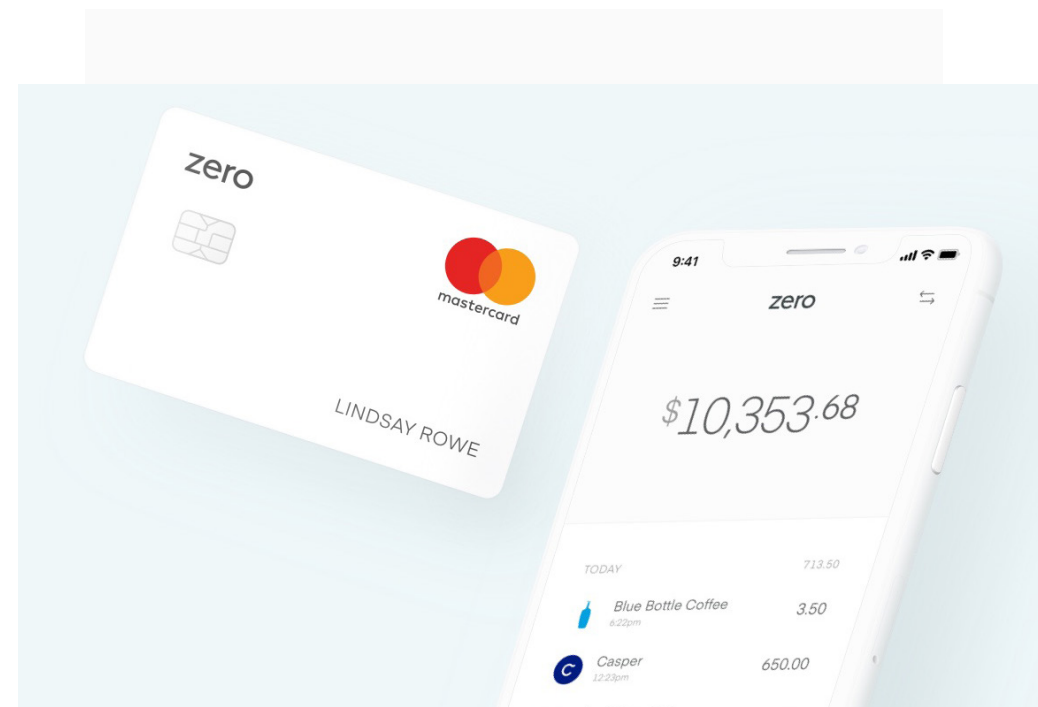 zero
mastercard
LINDSAY ROWE
9:41
zero
$10,353.68
TODAY 713.50
Blue Bottle Coffee 3.50
6:22pm
Casper 650.00
12:23pm